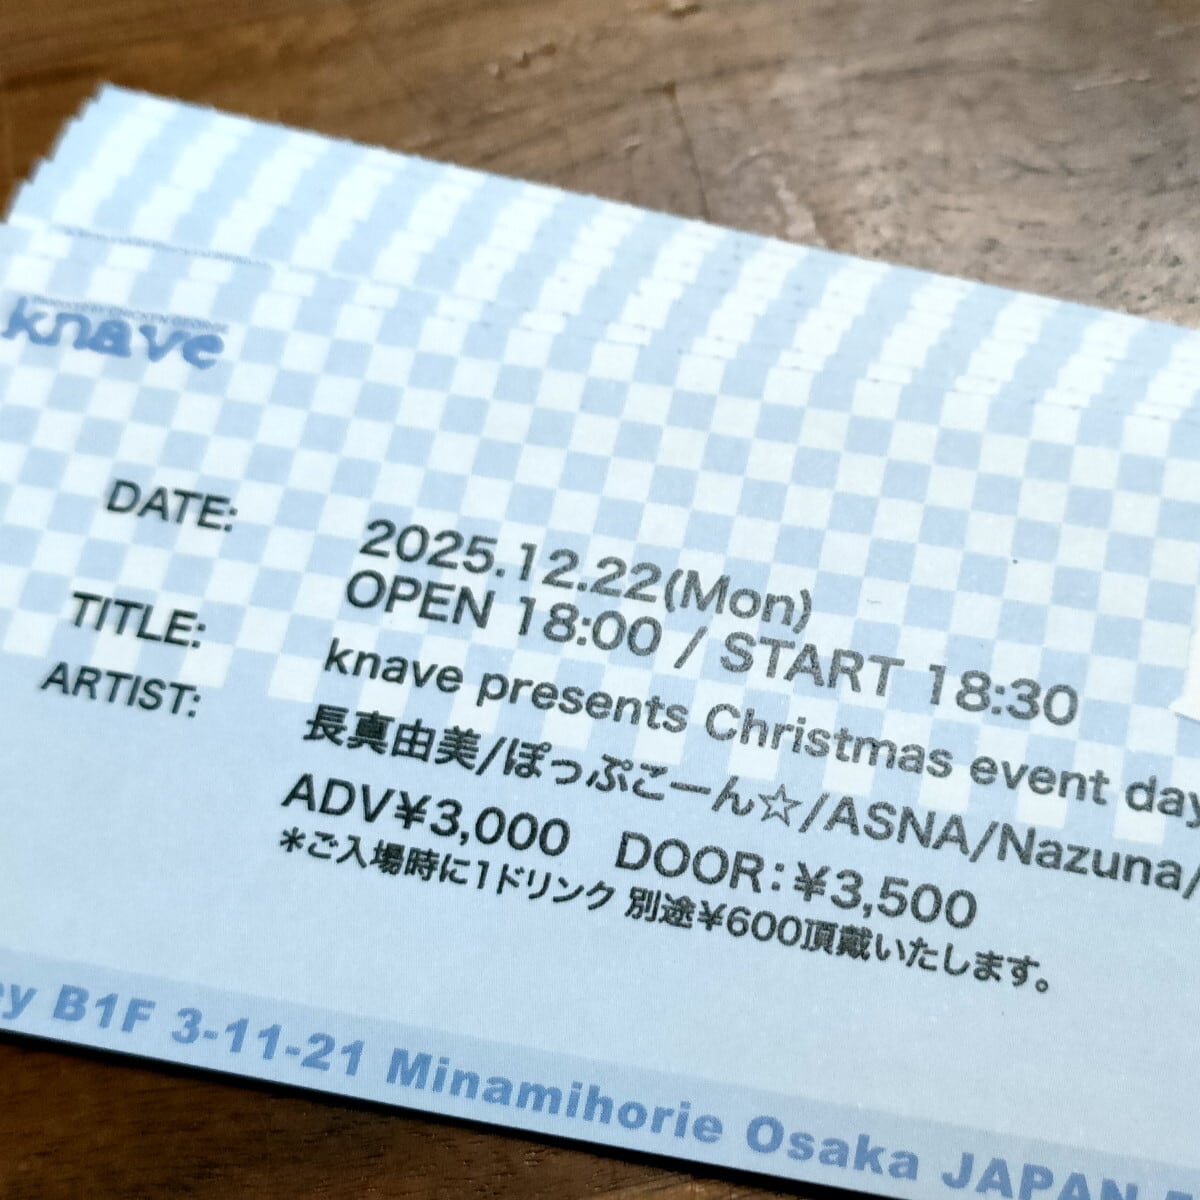 knave
DATE:
2025.12.22(Mon)
OPEN 18:00 / START 18:30
TITLE:
knave presents Christmas event day
ARTIST:
長真由美/ぽっぷこーん☆/ASNA/Nazuna/
ADV¥3,000 DOOR:¥3,500
*ご入場時に1ドリンク 別途¥600頂戴いたします。
B1F 3-11-21 Minamihorie Osaka JAPAN